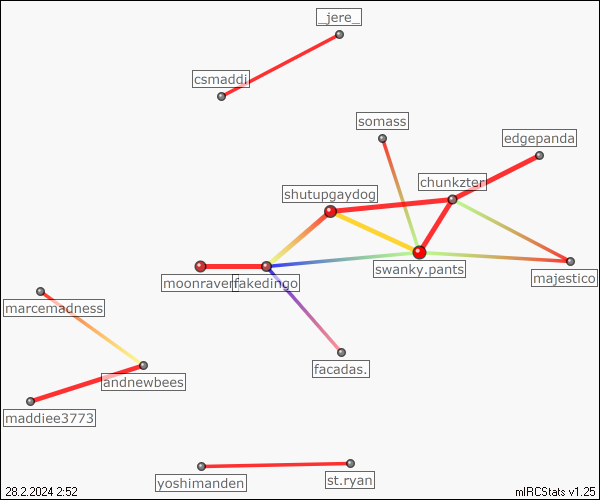 _jere_
csmaddi
somass
edgepanda
chunkzter
shutupgaydog
swanky.pants
moonraven
fakedingo
majestico
marcemadness
facadas.
andnewbees
maddiee3773
yoshimanden
st.ryan
28.2.2024 2:52
mIRCStats v1.25